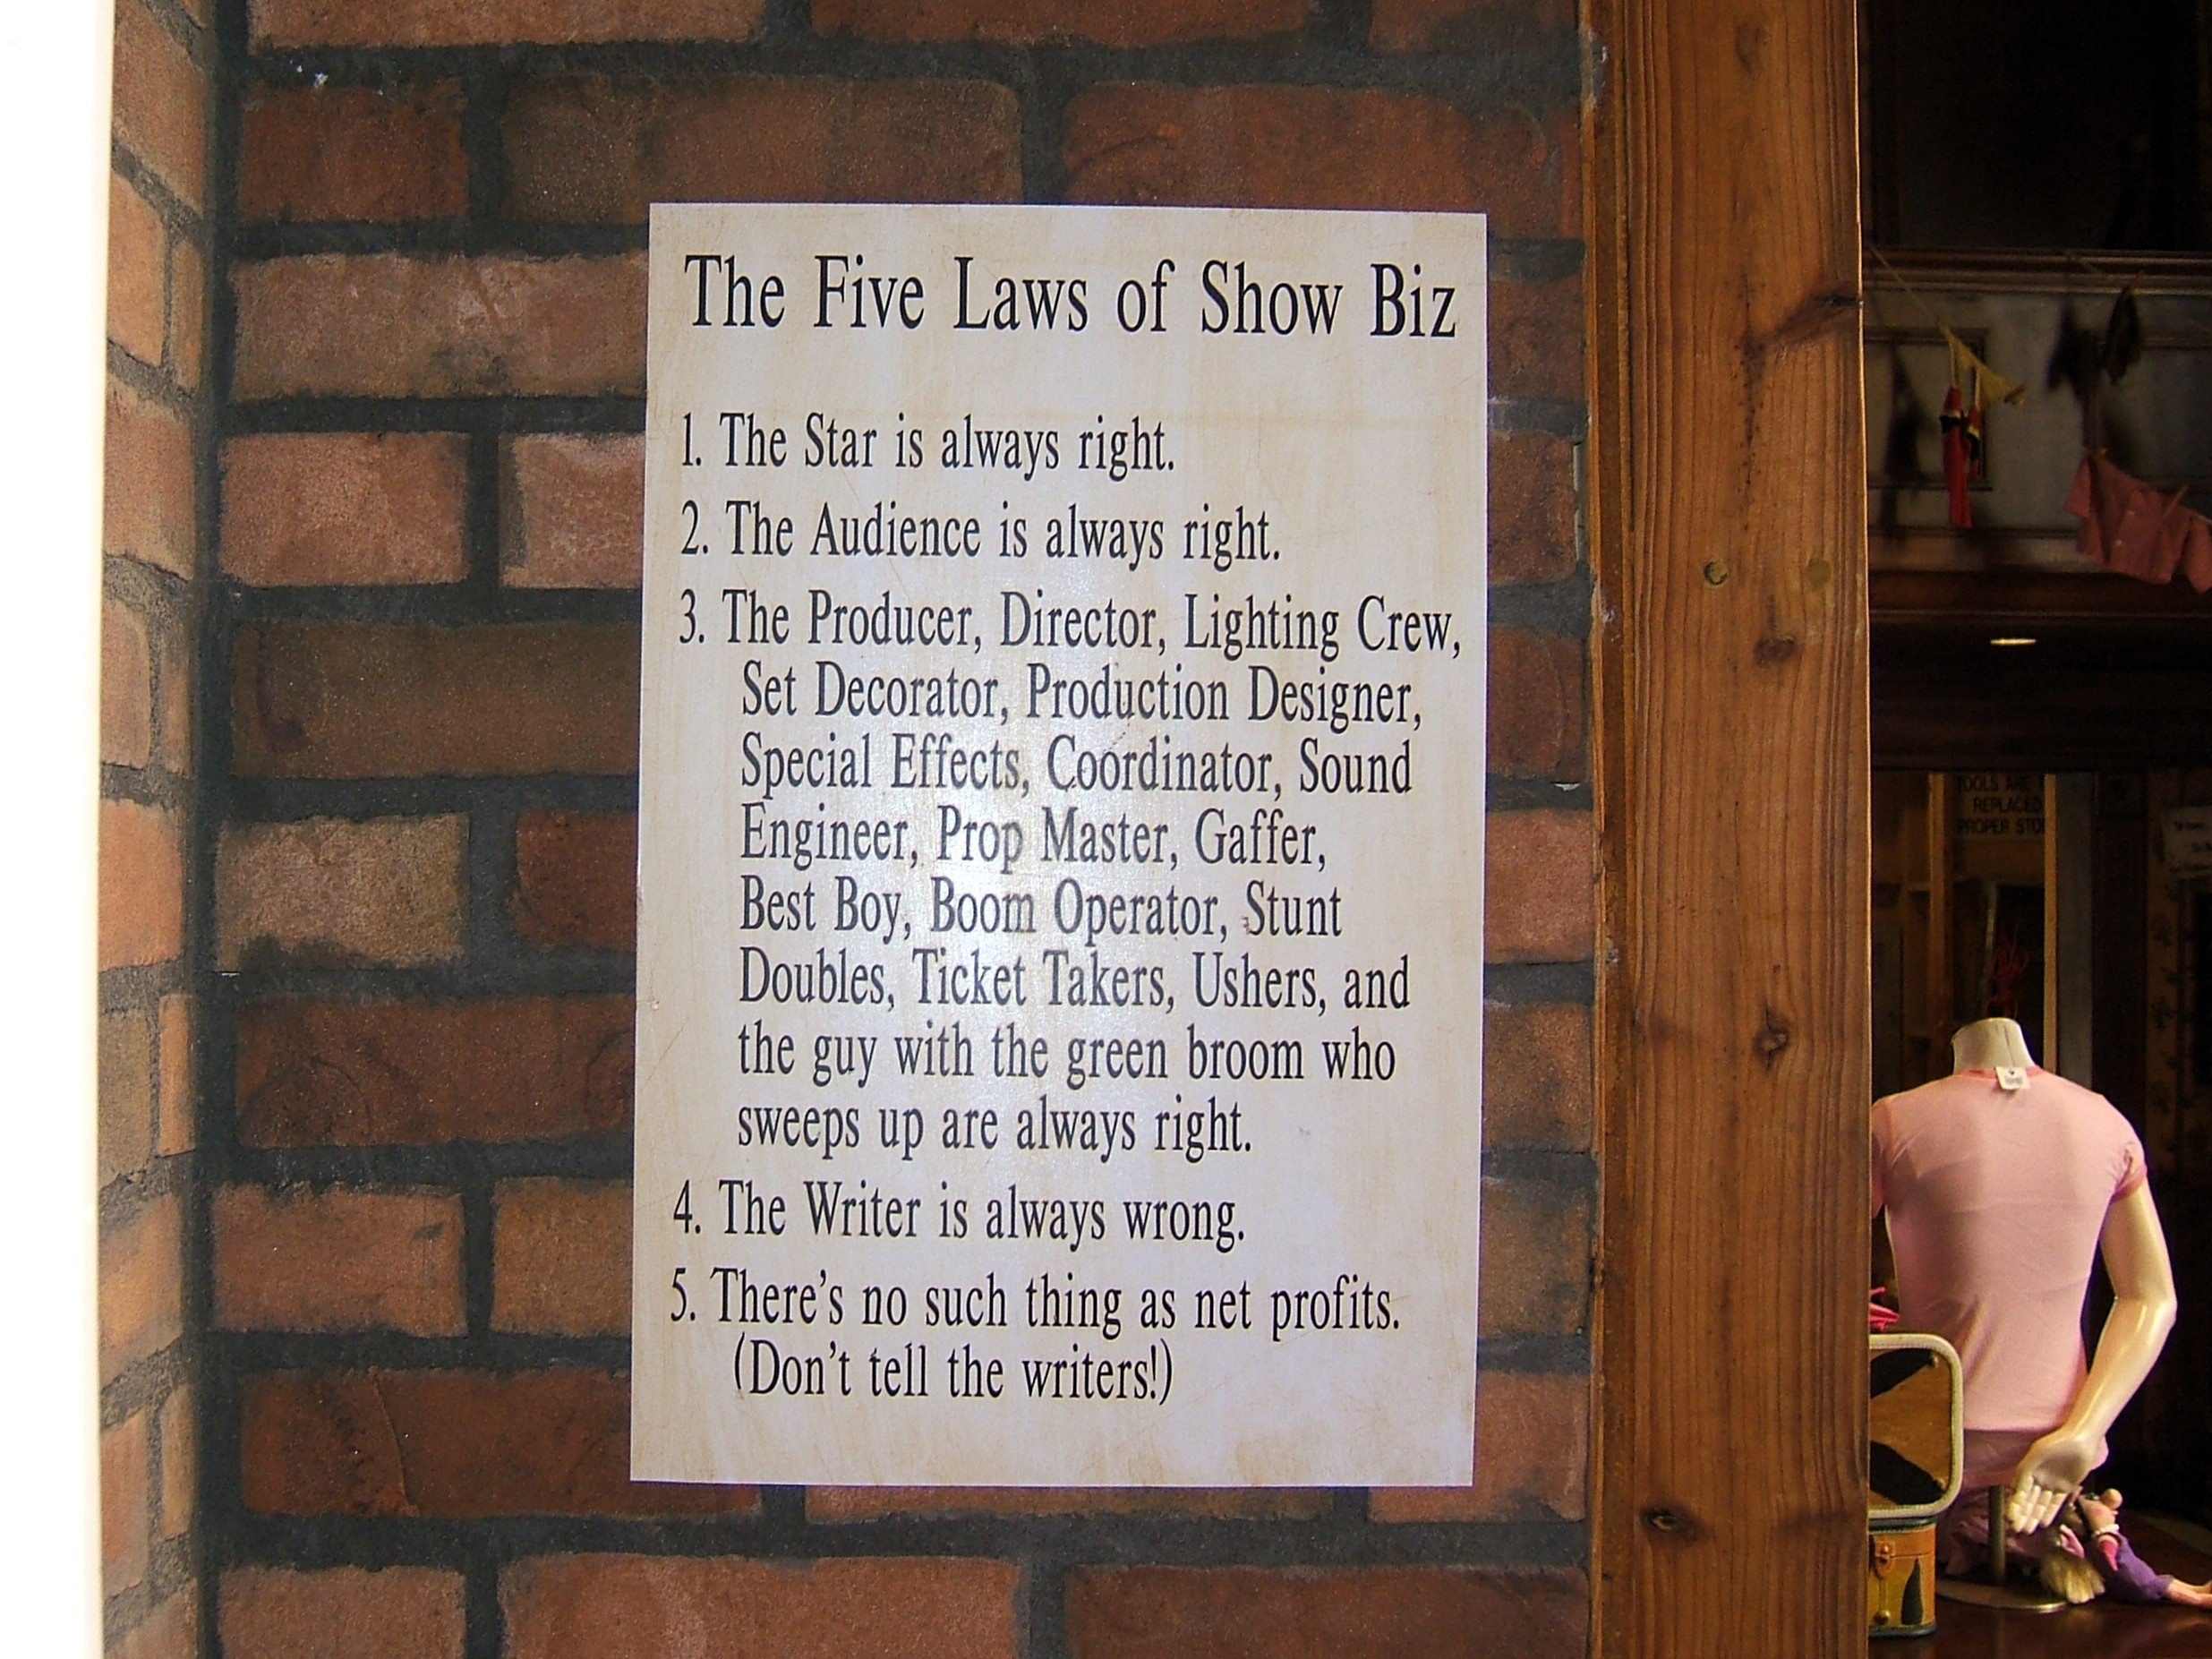 The Five Laws of Show Biz
1. The Star is always right.
2. The Audience is always right.
3. The Producer, Director, Lighting Crew,
Set Decorator, Production Designer,
Special Effects, Coordinator, Sound
Engineer, Prop Master, Gaffer,
Best Boy, Boom Operator, Stunt
Doubles, Ticket Takers, Ushers, and
the guy with the green broom who
sweeps up are always right.
4. The Writer is always wrong.
5. There's no such thing as net profits.
(Don't tell the writers!)
TOOLS ARE
REPLACED
PROPER